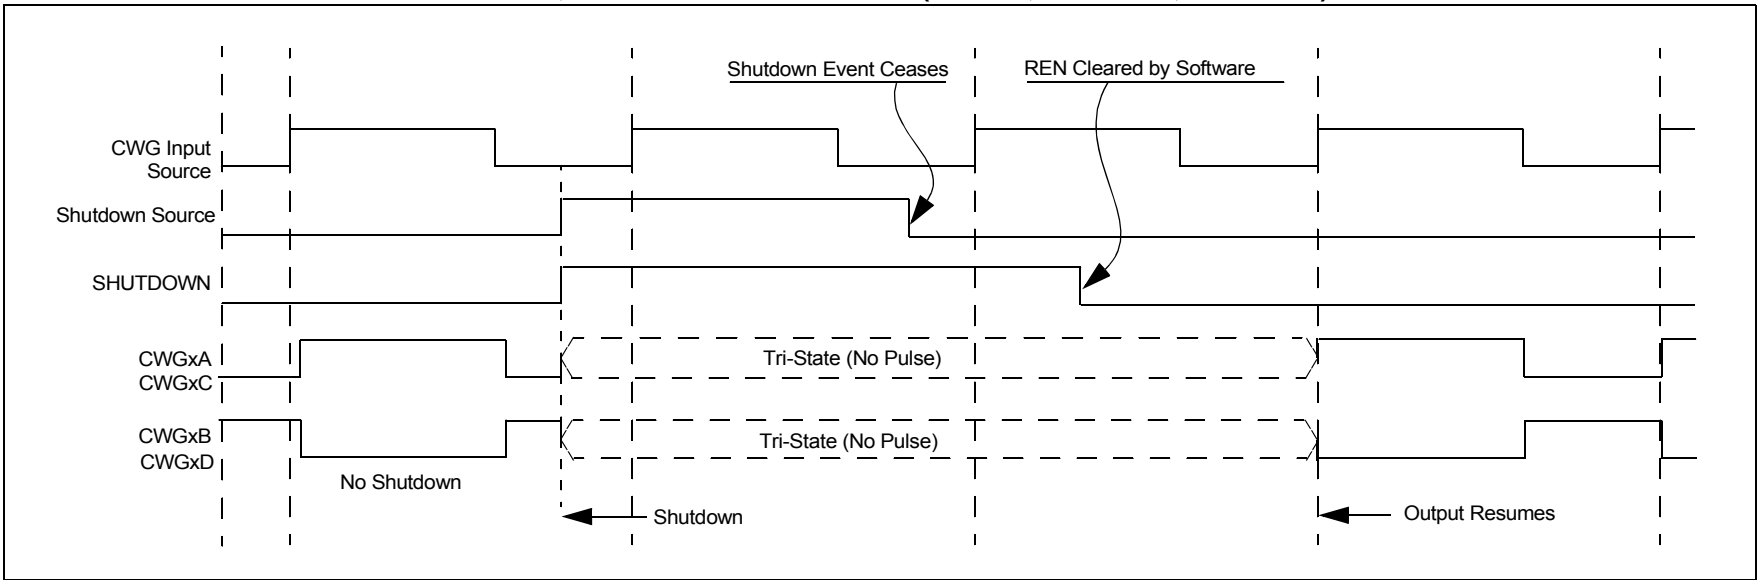 Shutdown Event Ceases
REN Cleared by Software
CWG Input
Source
Shutdown Source
SHUTDOWN
CWGxA
CWGxC
Tri-State (No Pulse)
CWGxB
CWGxD
Tri-State (No Pulse)
No Shutdown
Shutdown
Output Resumes